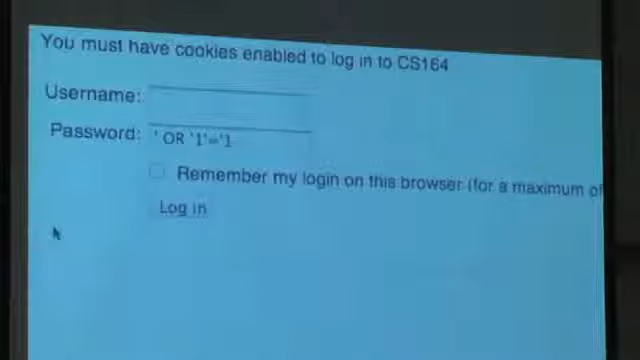 You must have cookies enabled to log in to CS164
Username:
Password: ' OR '1'='1
Remember my login on this browser (for a maximum of
Log in